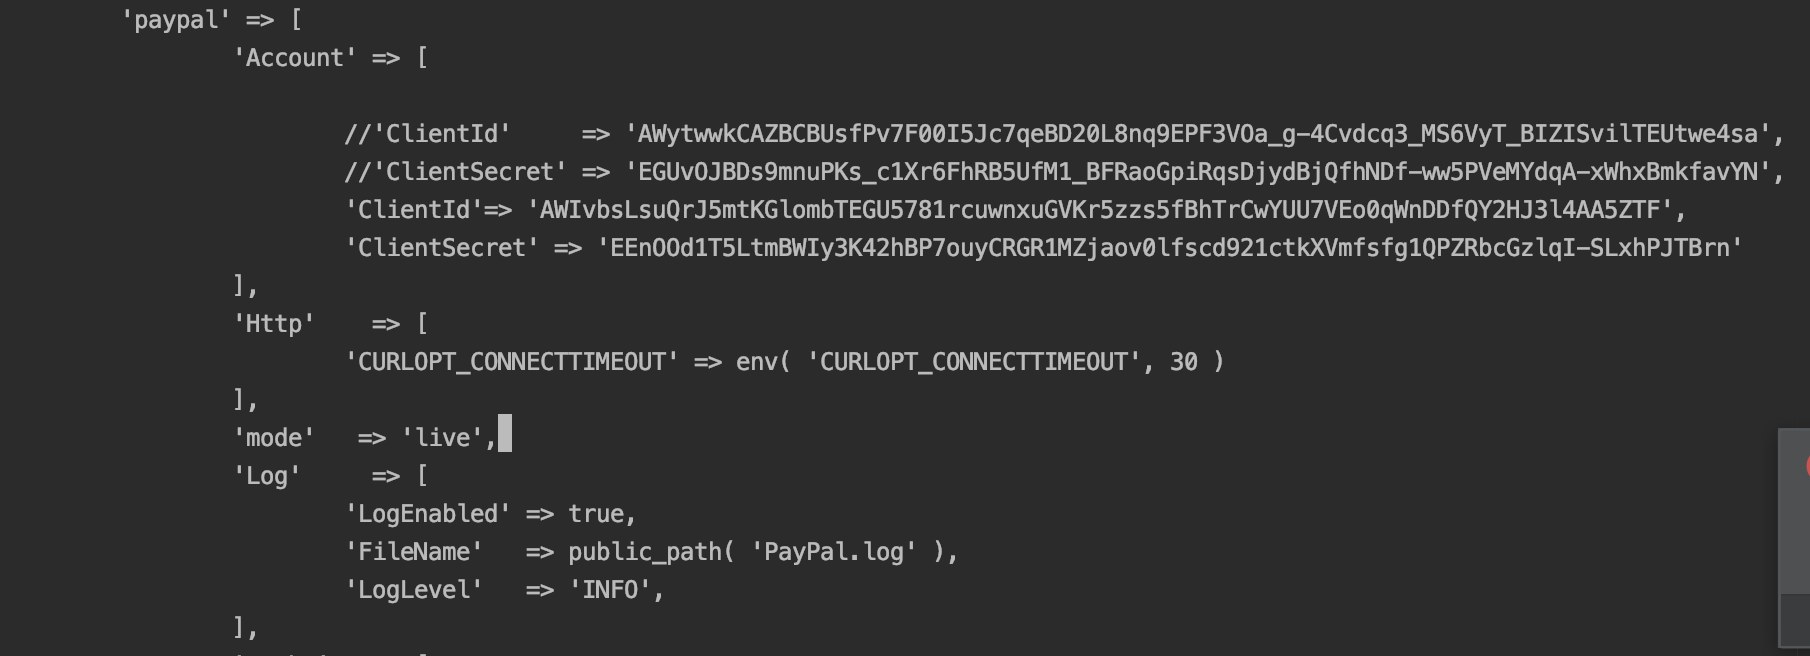 'paypal' => [
'Account' => [
//'ClientId' => 'AWytwwkCAZBCBUsfPv7F00I5Jc7qeBD20L8nq9EPF3VOa_g-4Cvdcq3_MS6VyT_BIZISvilTEUtwe4sa',
//'ClientSecret' => 'EGUvOJBDs9mnuPKs_c1Xr6FhRB5UfM1_BFRaoGpiRqsDjydBjQfhNDf-ww5PVeMYdqA-xWhxBmkfavYN',
'ClientId'=> 'AWIvbsLsuQrJ5mtKGlombTEGU5781rcuwnxuGVKr5zzs5fBhTrCwYUU7VEo0qWnDDfQY2HJ3l4AA5ZTF',
'ClientSecret' => 'EEnOOd1T5LtmBWIy3K42hBP7ouyCRGR1MZjaov0lfscd921ctkXVmfsfg1QPZRbcGzlqI-SLxhPJTBrn'
],
'Http' => [
'CURLOPT_CONNECTTIMEOUT' => env( 'CURLOPT_CONNECTTIMEOUT', 30 )
],
'mode' => 'live',
'Log' => [
'LogEnabled' => true,
'FileName' => public_path( 'PayPal.log' ),
'LogLevel' => 'INFO',
],